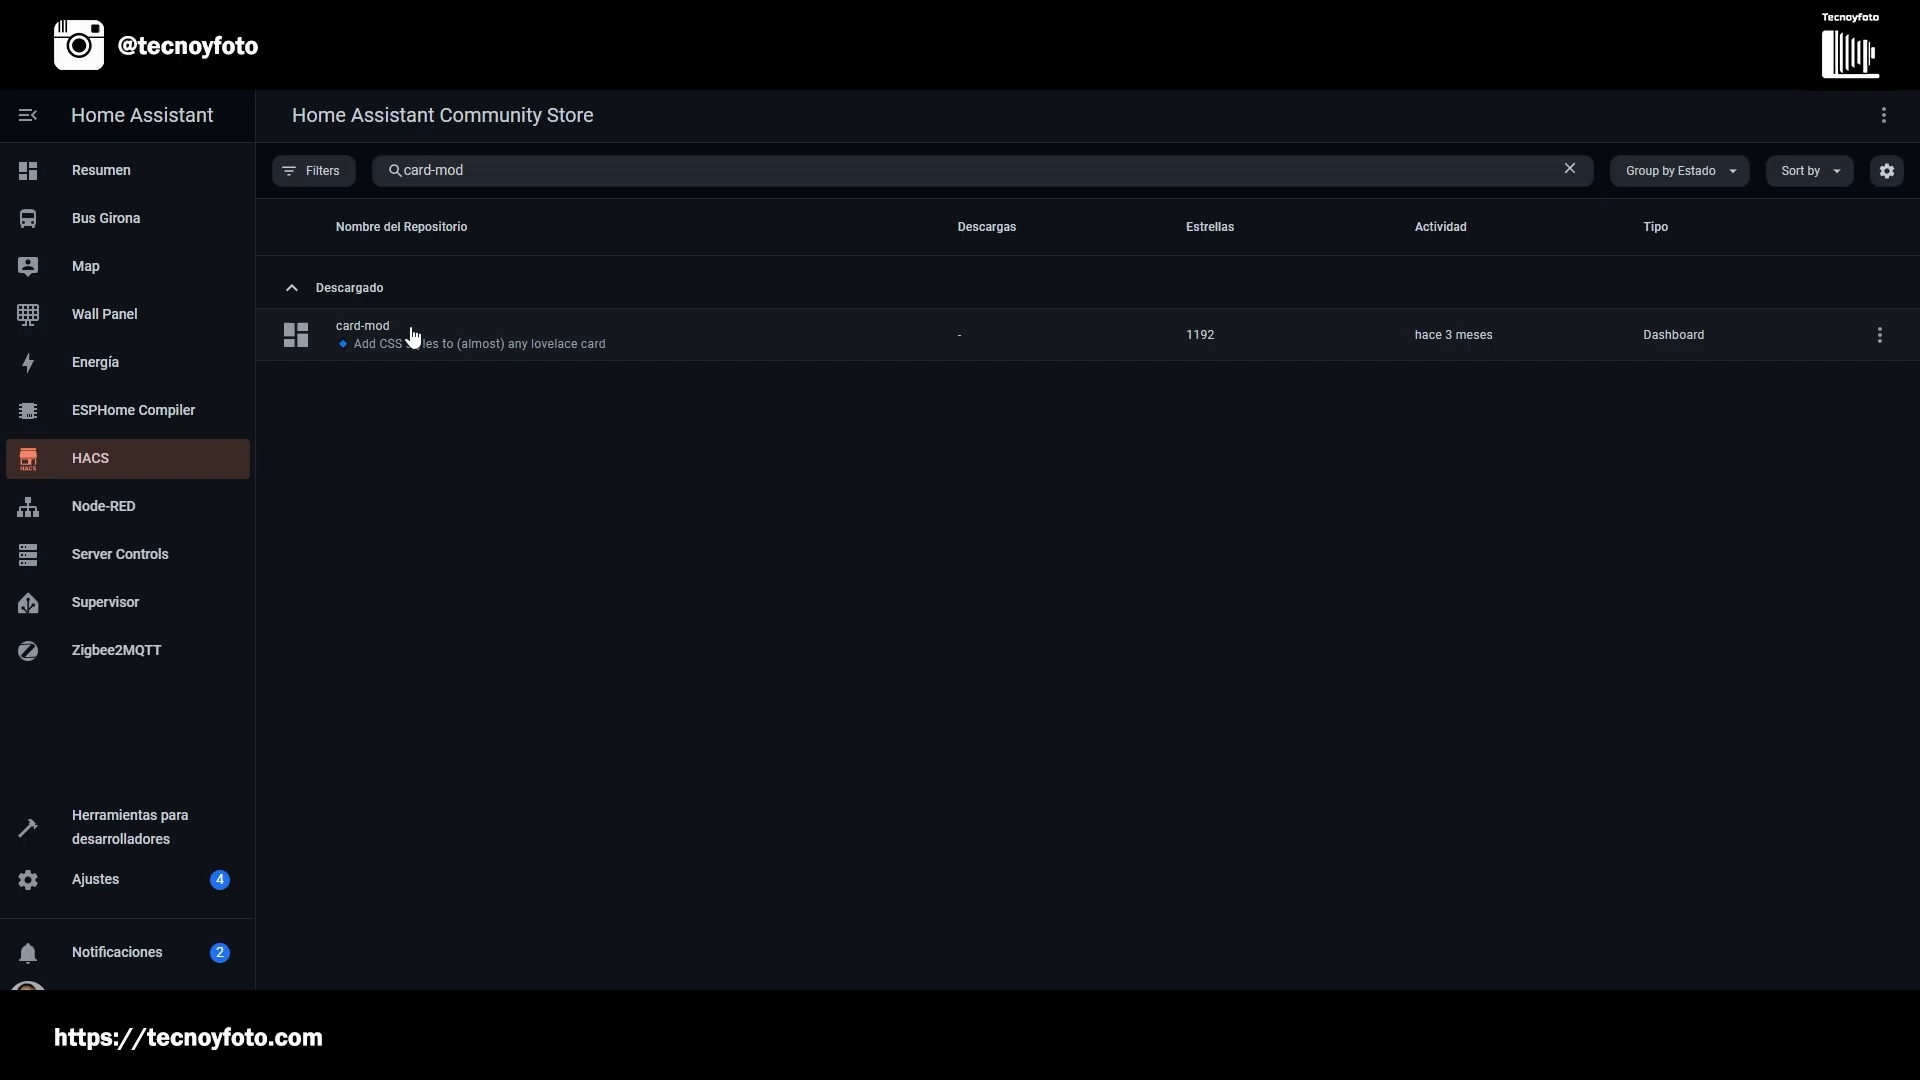 @tecnoyfoto
Tecnoyfoto
Home Assistant
Home Assistant Community Store
Filters
card-mod
Group by Estado
Sort by
Nombre del Repositorio
Descargas
Estrellas
Actividad
Tipo
Descargado
card-mod
Add CSS les to (almost) any lovelace card
-
1192
hace 3 meses
Dashboard
Resumen
Bus Girona
Map
Wall Panel
Energía
ESPHome Compiler
HACS
HACS
Node-RED
Server Controls
Supervisor
Zigbee2MQTT
Herramientas para
desarrolladores
Ajustes
4
Notificaciones
2
https://tecnoyfoto.com